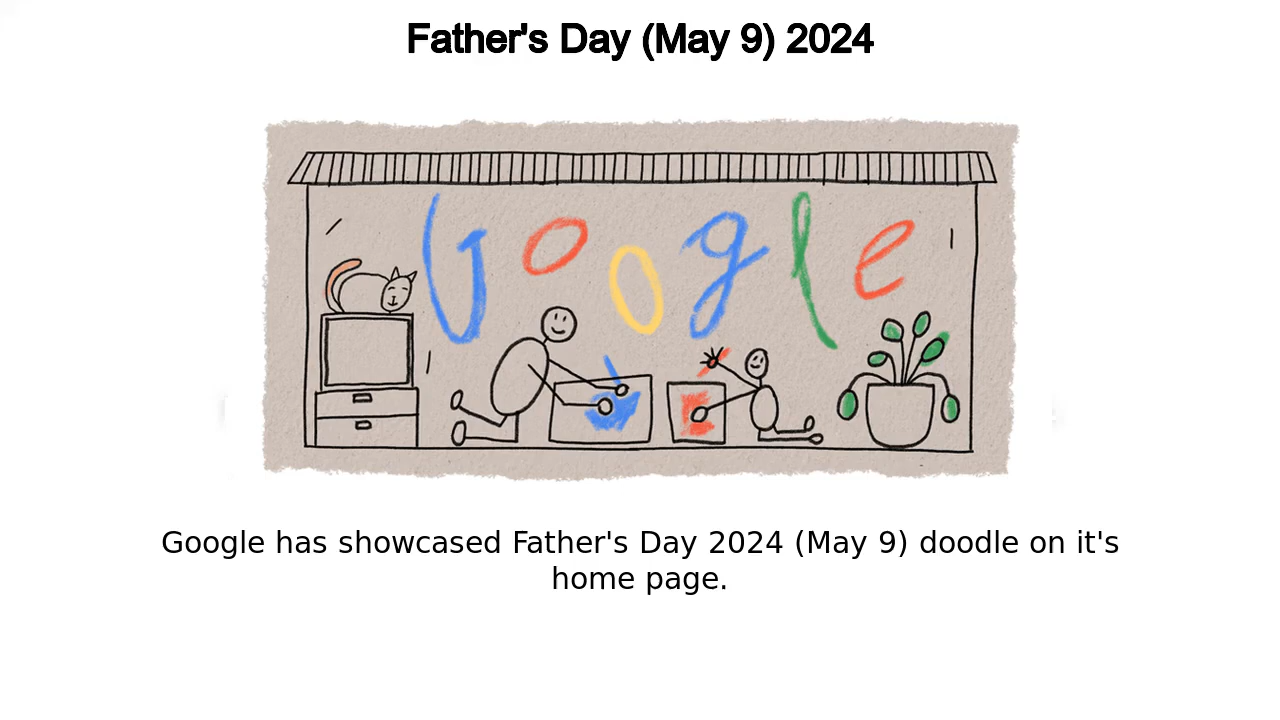 Father's Day (May 9) 2024
Google
Google has showcased Father's Day 2024 (May 9) doodle on it's
home page.